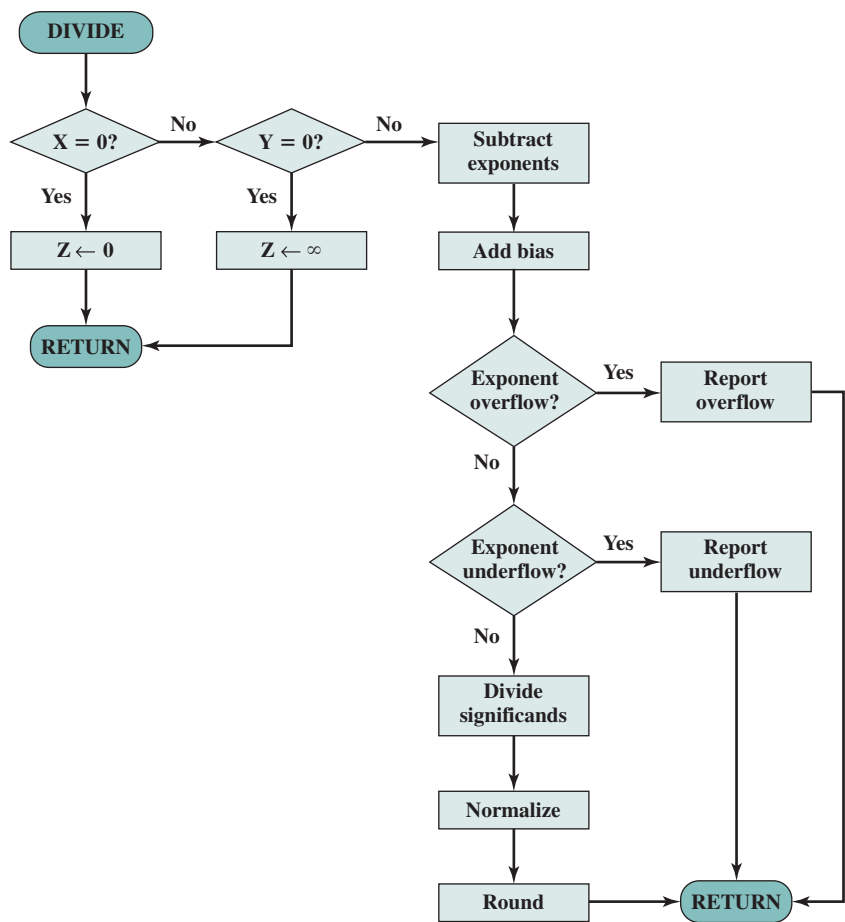 DIVIDE
X = 0?
No
Y = 0?
No
Subtract
exponents
Yes
Yes
Z ← 0
Z ← ∞
Add bias
RETURN
Exponent
overflow?
Yes
Report
overflow
No
Exponent
underflow?
Yes
Report
underflow
No
Divide
significands
Normalize
Round
RETURN